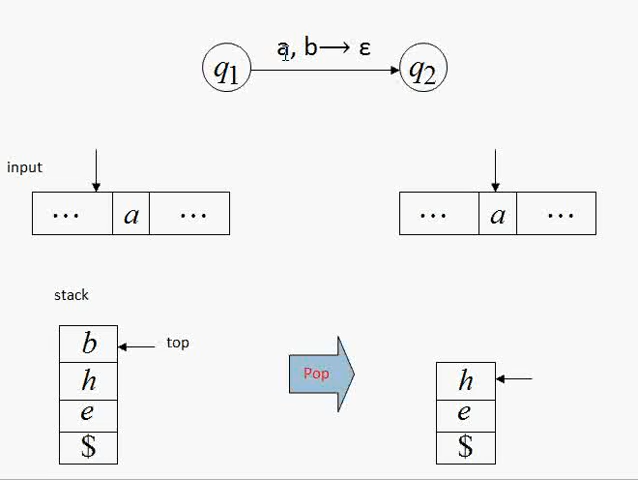 a, b⟶ ε
q1 q2
input
... a ... ... a ...
stack
b top
h Pop h
e e
$ $